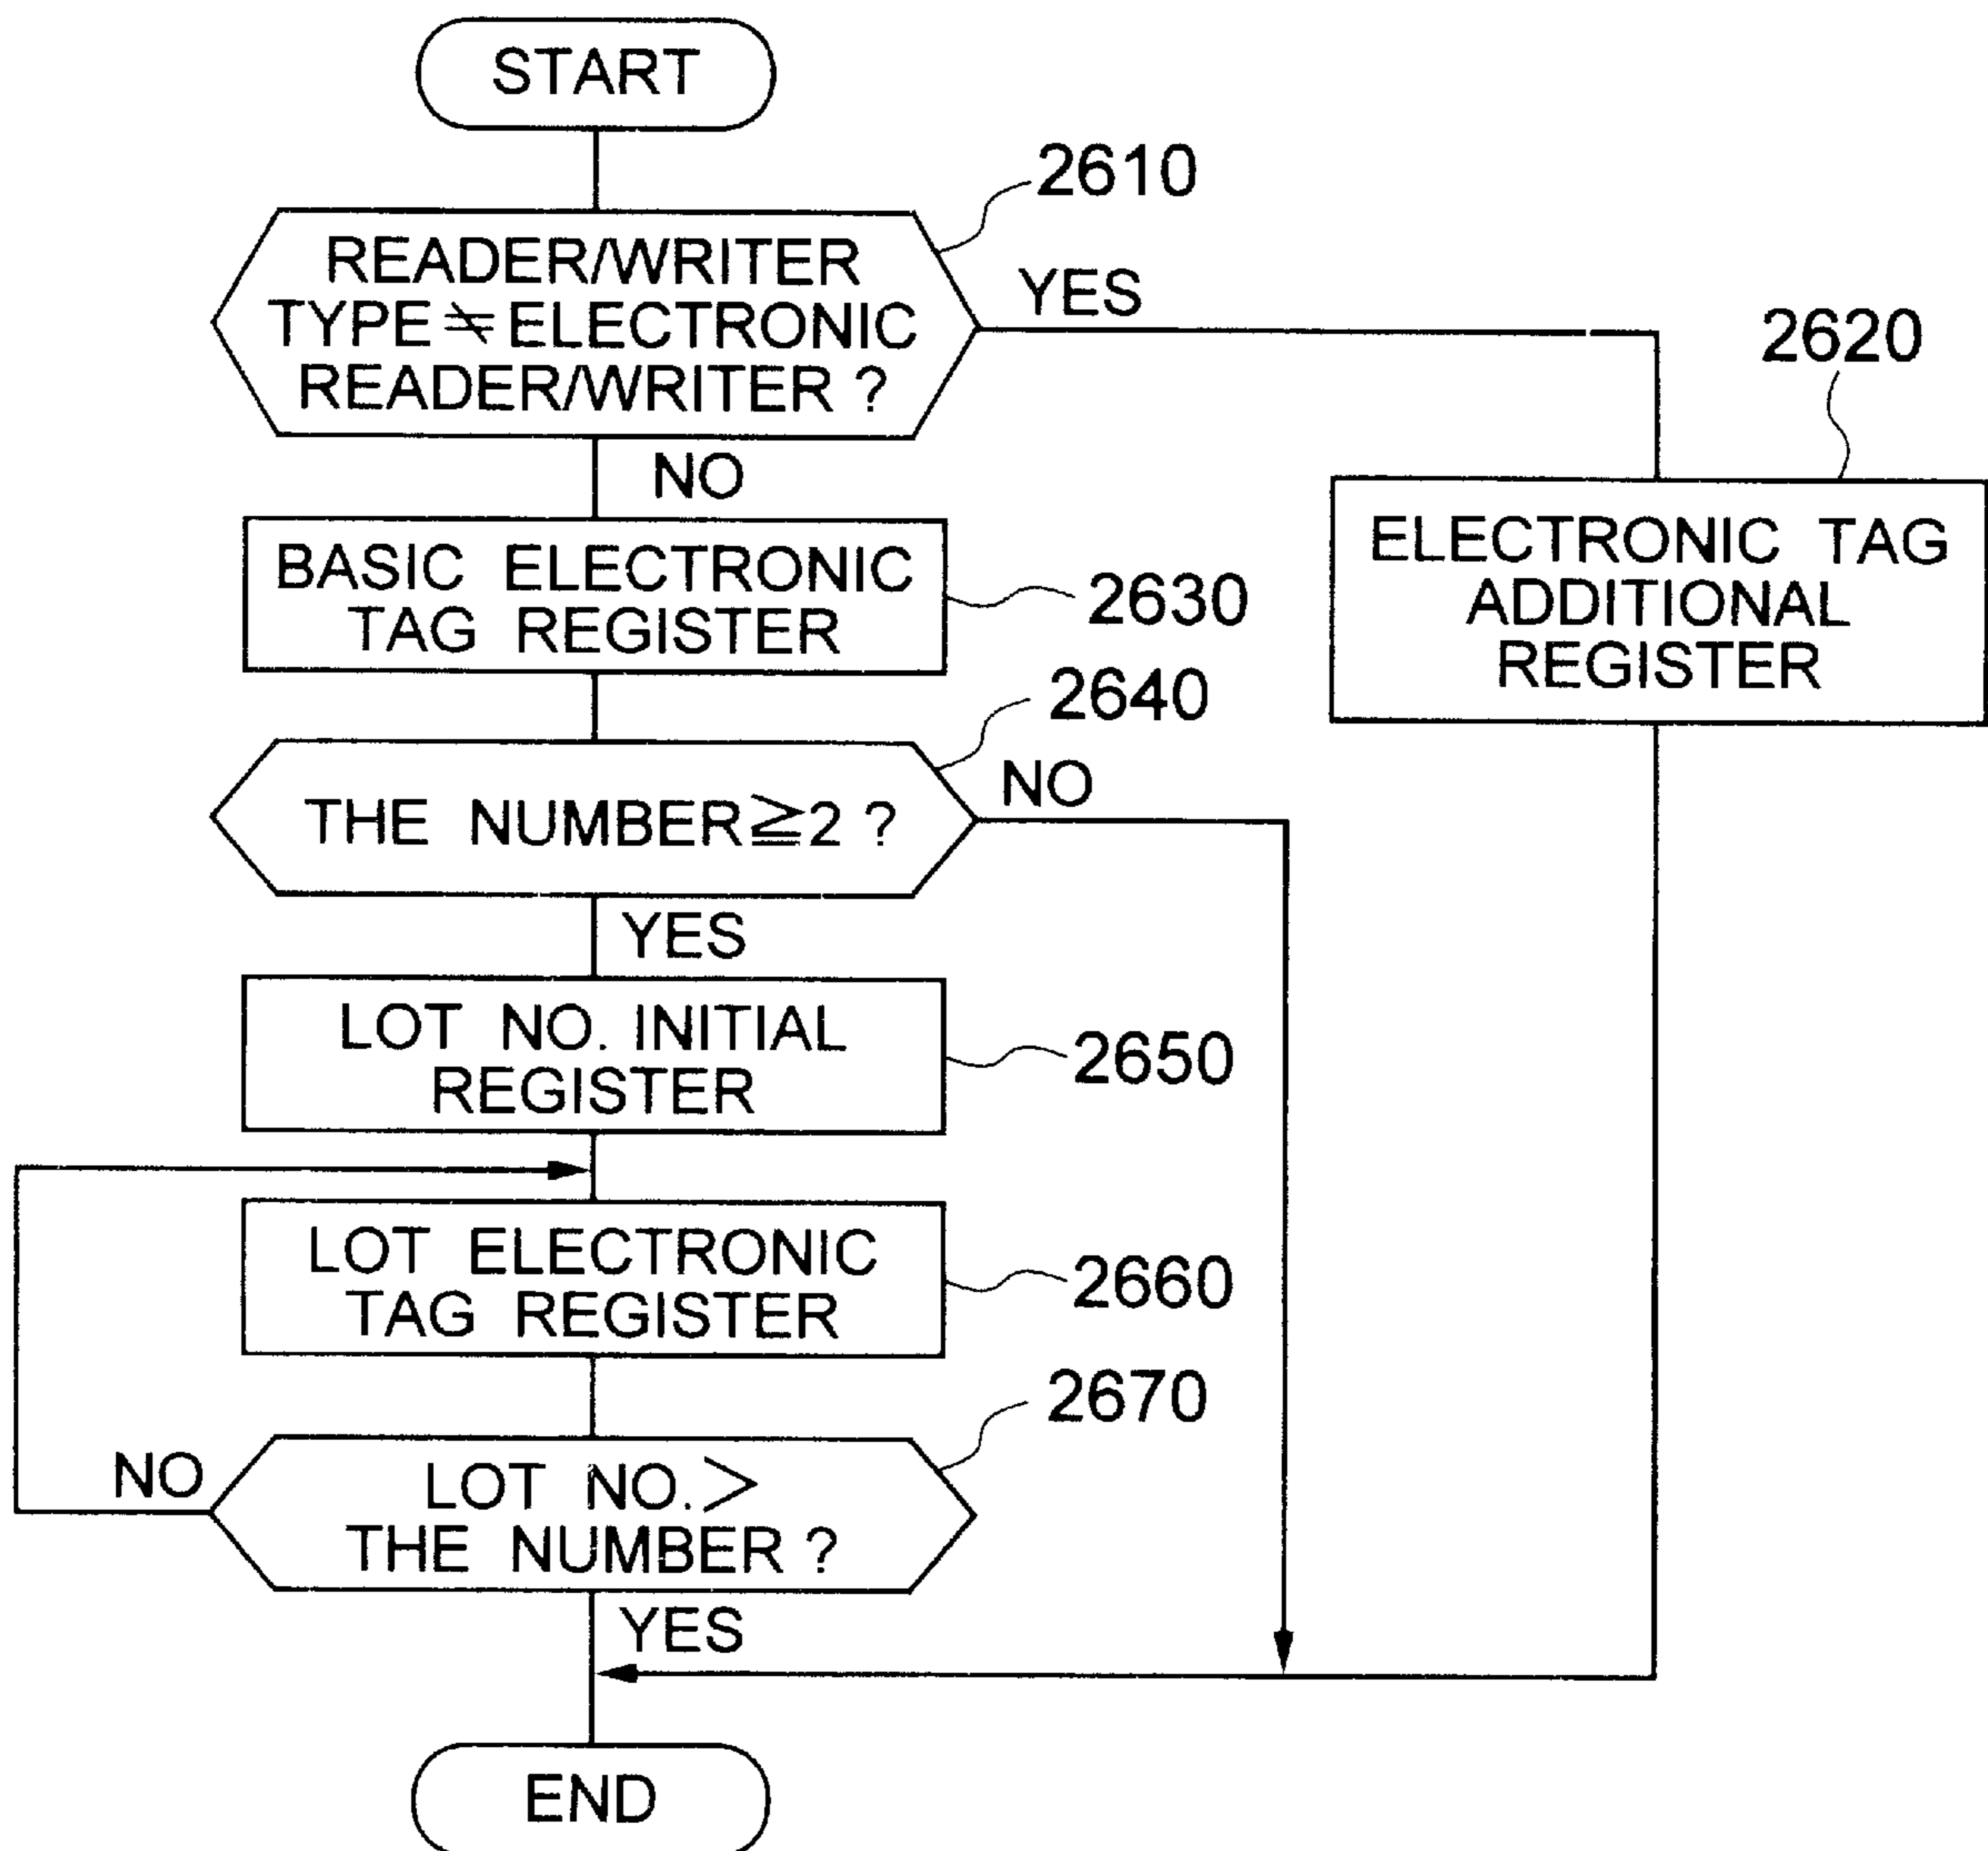 START
2610
READER/WRITER
TYPE ≠ ELECTRONIC
READER/WRITER ?
YES
2620
NO
ELECTRONIC TAG
ADDITIONAL
REGISTER
BASIC ELECTRONIC
TAG REGISTER
2630
2640
THE NUMBER ≧ 2 ?
NO
YES
LOT NO. INITIAL
REGISTER
2650
LOT ELECTRONIC
TAG REGISTER
2660
2670
NO
LOT NO. >
THE NUMBER ?
YES
END